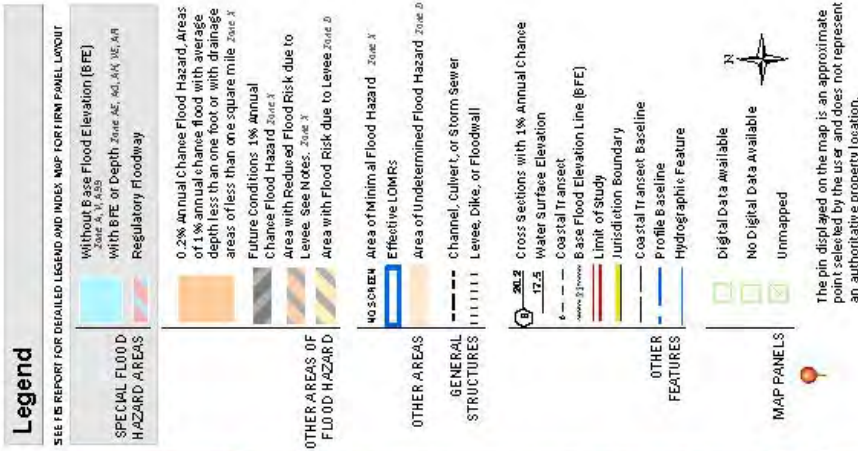 Legend
SEE FIS REPORT FOR DETAILED LEGEND AND INDEX MAP FOR FIRM PANEL LAYOUT
SPECIAL FLOOD
HAZARD AREAS
Without Base Flood Elevation (BFE)
Zone A, V, A99
With BFE or Depth Zone AE, AO, AH, VE, AR
Regulatory Floodway
OTHER AREAS OF
FLOOD HAZARD
0.2% Annual Chance Flood Hazard, Areas
of 1% annual chance flood with average
depth less than one foot or with drainage
areas of less than one square mile Zone X
Future Conditions 1% Annual
Chance Flood Hazard Zone X
Area with Reduced Flood Risk due to
Levee. See Notes. Zone X
Area with Flood Risk due to Levee Zone D
OTHER AREAS
NO SCREEN Area of Minimal Flood Hazard Zone X
Effective LOMRs
Area of Undetermined Flood Hazard Zone D
GENERAL
STRUCTURES
Channel, Culvert, or Storm Sewer
Levee, Dike, or Floodwall
OTHER
FEATURES
B 20.2 Cross Sections with 1% Annual Chance
17.5 Water Surface Elevation
8 Coastal Transect
Base Flood Elevation Line (BFE)
Limit of Study
Jurisdiction Boundary
Coastal Transect Baseline
Profile Baseline
Hydrographic Feature
MAP PANELS
Digital Data Available
No Digital Data Available
Unmapped
N
The pin displayed on the map is an approximate
point selected by the user and does not represent
an authoritative property location.